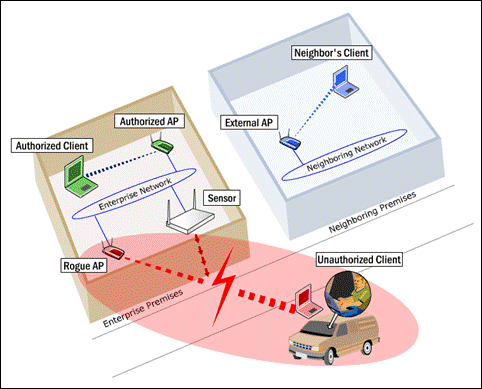 Neighbor's Client
Authorized AP
External AP
Authorized Client
Neighboring Network
Enterprise Network
Sensor
Neighboring Premises
Rogue AP
Unauthorized Client
Enterprise Premises